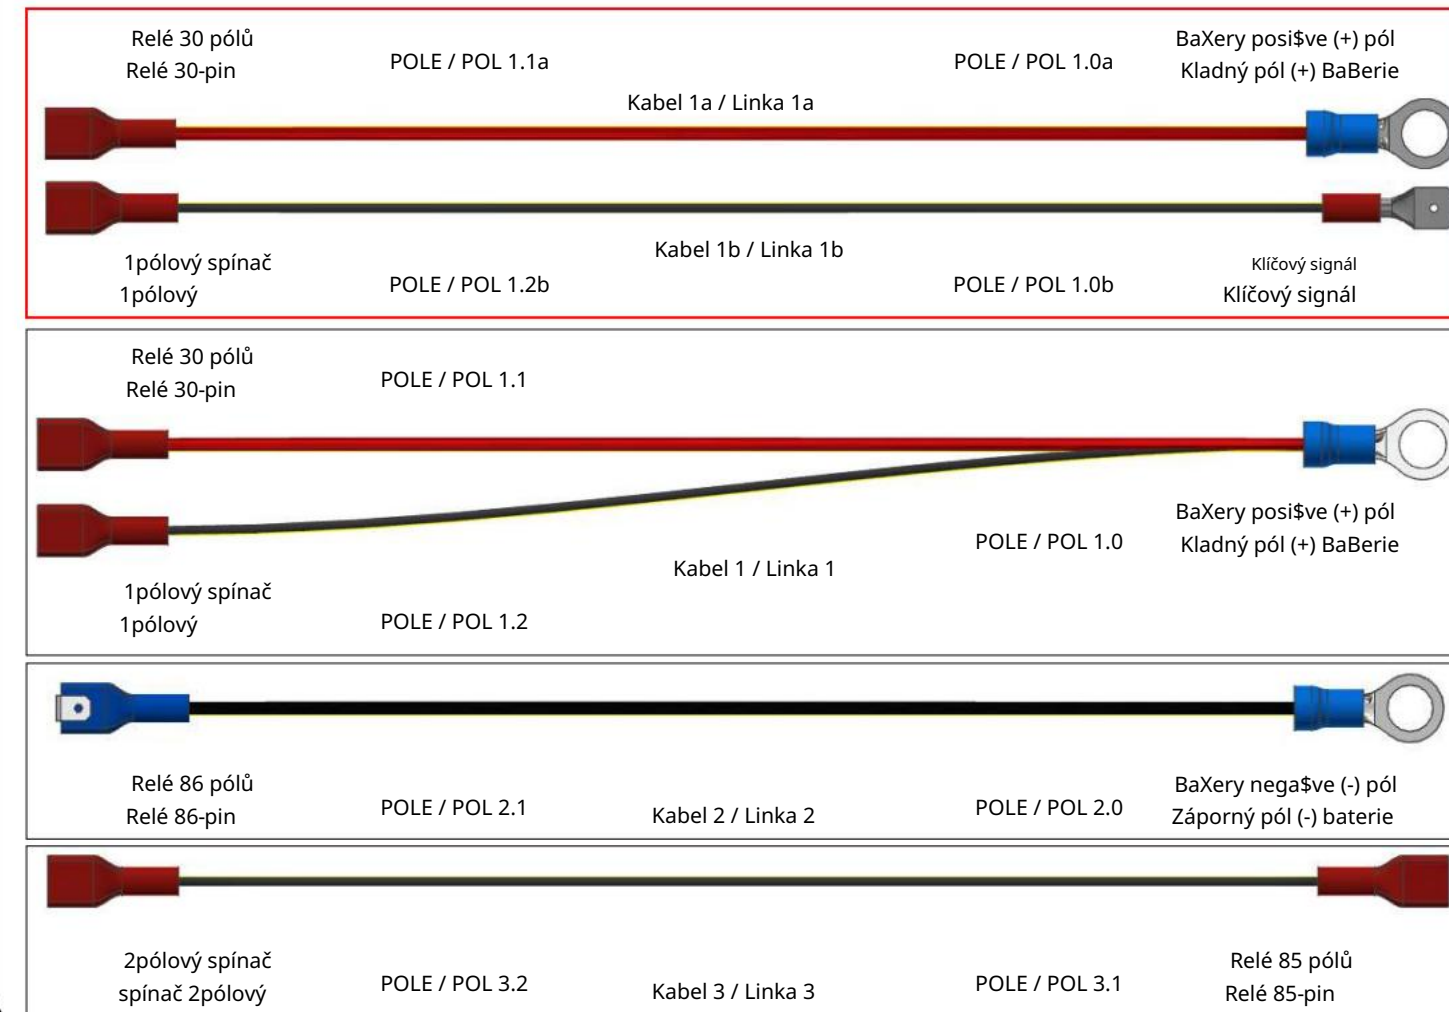 Relé 30 pólů
Relé 30-pin
POLE / POL 1.1a
POLE / POL 1.0a
BaXery posi$ve (+) pól
Kladný pól (+) BaBerie
Kabel 1a / Linka 1a
Kabel 1b / Linka 1b
1pólový spínač
1pólový
POLE / POL 1.2b
POLE / POL 1.0b
Klíčový signál
Klíčový signál
Relé 30 pólů
Relé 30-pin
POLE / POL 1.1
BaXery posi$ve (+) pól
Kladný pól (+) BaBerie
POLE / POL 1.0
Kabel 1 / Linka 1
1pólový spínač
1pólový
POLE / POL 1.2
Relé 86 pólů
Relé 86-pin
POLE / POL 2.1
Kabel 2 / Linka 2
POLE / POL 2.0
BaXery nega$ve (-) pól
Záporný pól (-) baterie
2pólový spínač
spínač 2pólový
POLE / POL 3.2
Kabel 3 / Linka 3
POLE / POL 3.1
Relé 85 pólů
Relé 85-pin